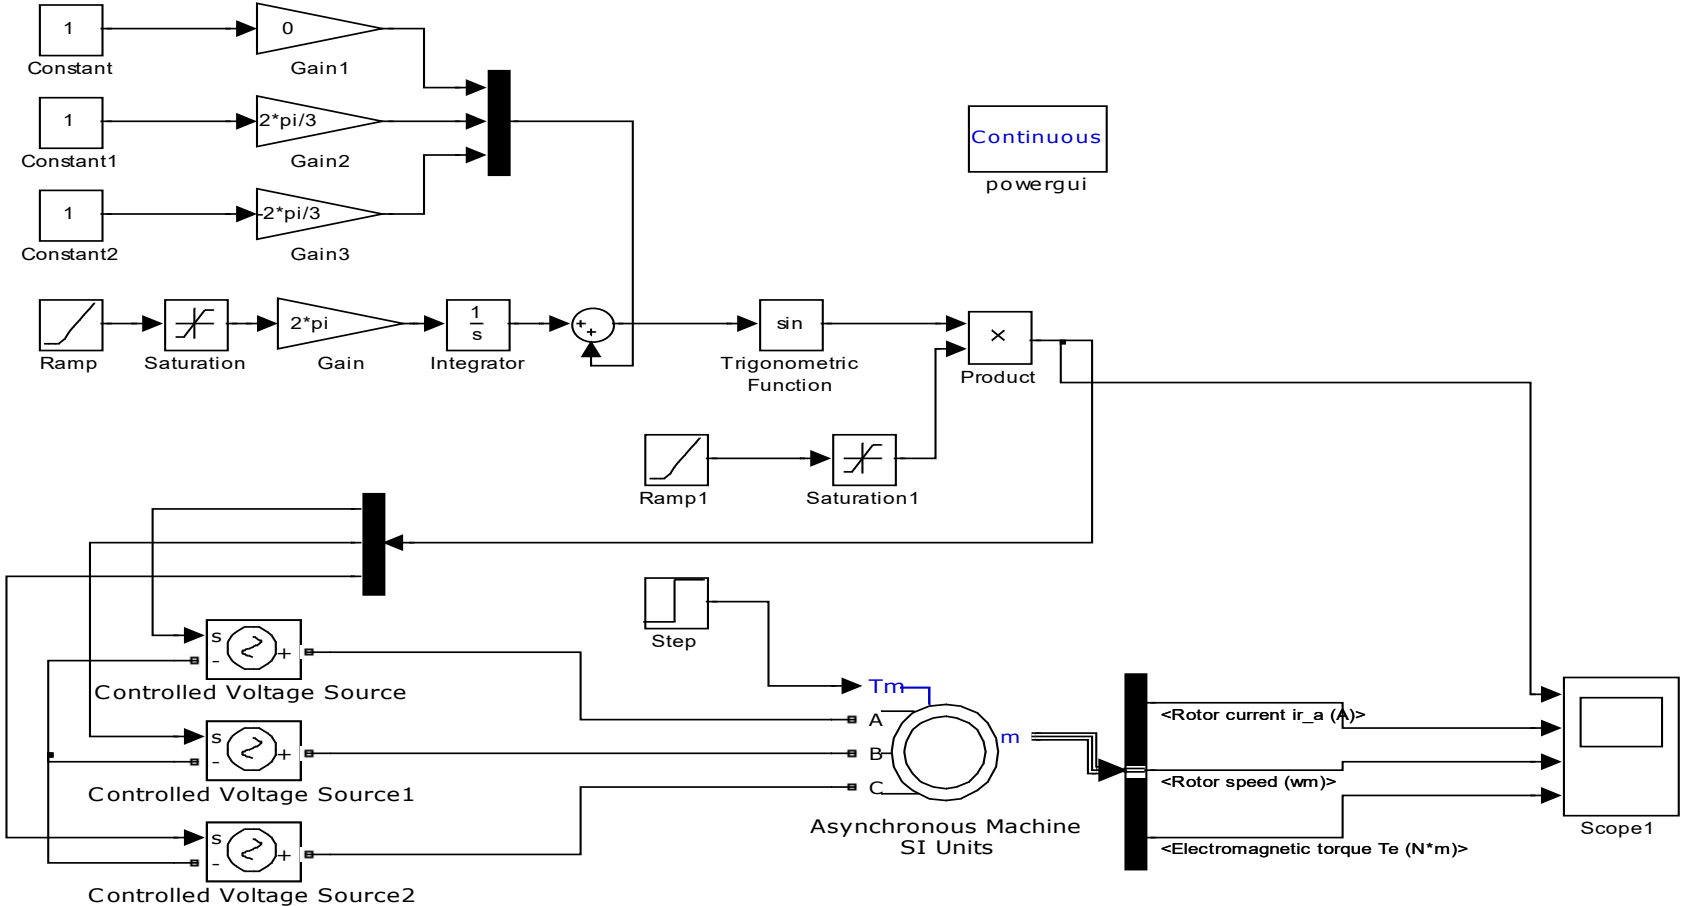 1
Constant
0
Gain1
1
Constant1
2*pi/3
Gain2
1
Constant2
-2*pi/3
Gain3
Continuous
powergui
Ramp
Saturation
2*pi
Gain
1
s
Integrator
+
+
sin
Trigonometric
Function
×
Product
Ramp1
Saturation1
Step
s
-
+
Controlled Voltage Source
s
-
+
Controlled Voltage Source1
s
-
+
Controlled Voltage Source2
Tm
A
B
C
m
Asynchronous Machine
SI Units
<Rotor current ir_a (A)>
<Rotor speed (wm)>
<Electromagnetic torque Te (N*m)>
Scope1